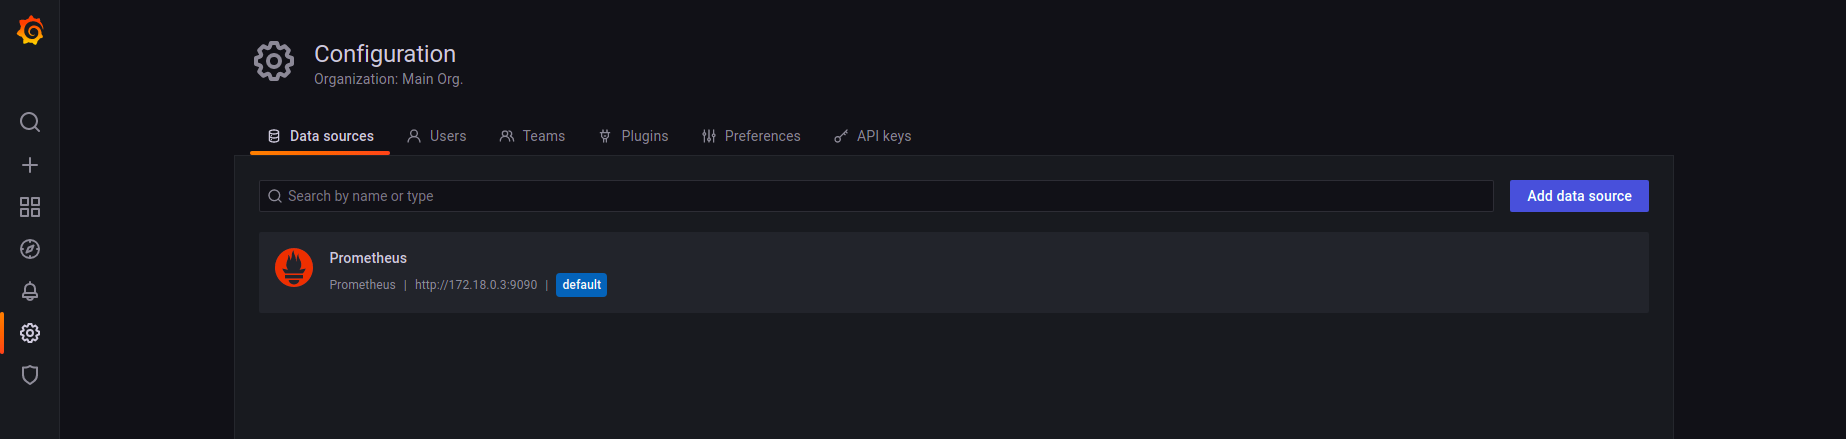 Configuration
Organization: Main Org.
Data sources Users Teams Plugins Preferences API keys
Search by name or type Add data source
Prometheus
Prometheus | http://172.18.0.3:9090 | default